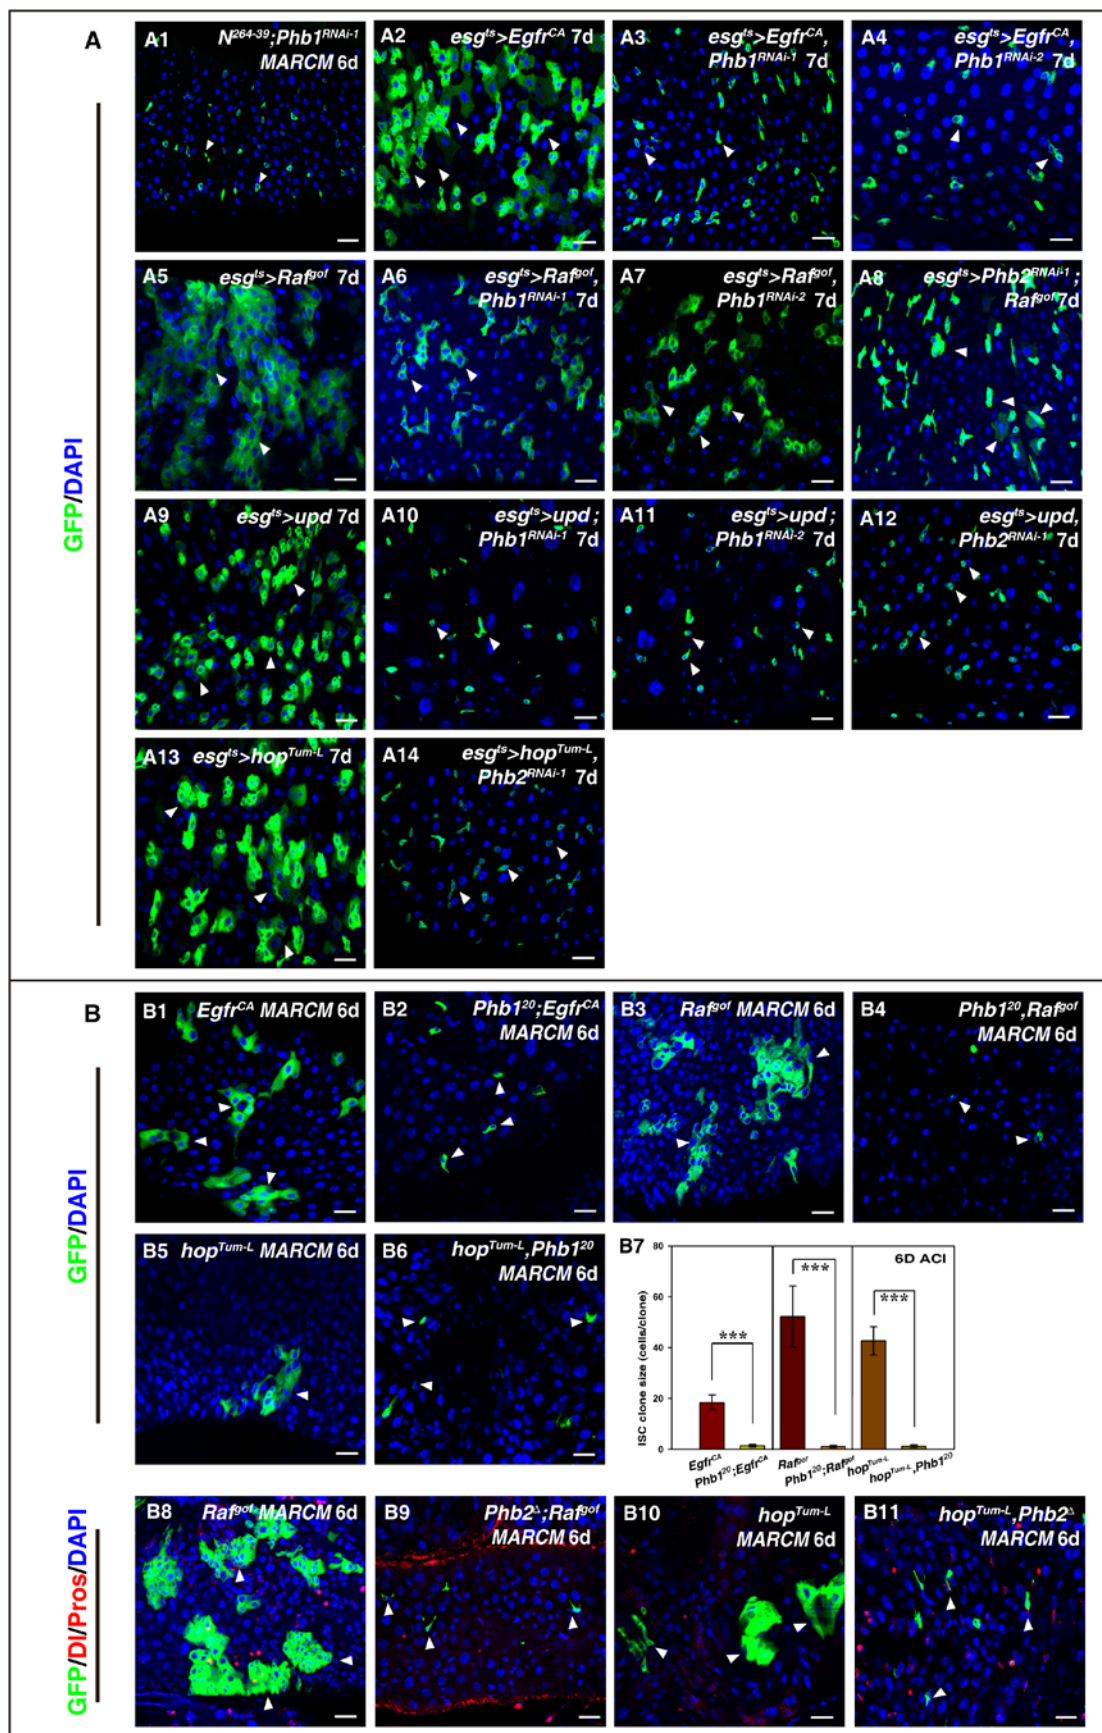 A
GFP/DAPI
A1 N²⁶⁴⁻³⁹;Phb1ᴿᴺᴬⁱ⁻¹
MARCM 6d
A2 esgᵗˢ>Egfrᶜᴬ 7d
A3 esgᵗˢ>Egfrᶜᴬ,
Phb1ᴿᴺᴬⁱ⁻¹ 7d
A4 esgᵗˢ>Egfrᶜᴬ,
Phb1ᴿᴺᴬⁱ⁻² 7d
A5 esgᵗˢ>Rafᵍᵒᶠ 7d
A6 esgᵗˢ>Rafᵍᵒᶠ,
Phb1ᴿᴺᴬⁱ⁻¹ 7d
A7 esgᵗˢ>Rafᵍᵒᶠ,
Phb1ᴿᴺᴬⁱ⁻² 7d
A8 esgᵗˢ>Phb2ᴿᴺᴬⁱ⁻¹;
Rafᵍᵒᶠ 7d
A9 esgᵗˢ>upd 7d
A10 esgᵗˢ>upd;
Phb1ᴿᴺᴬⁱ⁻¹ 7d
A11 esgᵗˢ>upd;
Phb1ᴿᴺᴬⁱ⁻² 7d
A12 esgᵗˢ>upd,
Phb2ᴿᴺᴬⁱ⁻¹ 7d
A13 esgᵗˢ>hopᵀᵘᵐ⁻ᴸ 7d
A14 esgᵗˢ>hopᵀᵘᵐ⁻ᴸ,
Phb2ᴿᴺᴬⁱ⁻¹ 7d
B
GFP/DAPI
B1 Egfrᶜᴬ MARCM 6d
B2 Phb1²⁰;Egfrᶜᴬ
MARCM 6d
B3 Rafᵍᵒᶠ MARCM 6d
B4 Phb1²⁰,Rafᵍᵒᶠ
MARCM 6d
B5 hopᵀᵘᵐ⁻ᴸ MARCM 6d
B6 hopᵀᵘᵐ⁻ᴸ,Phb1²⁰
MARCM 6d
B7
6D ACI
ISC clone size (cells/clone)
80
60
40
20
0
***
***
***
Egfrᶜᴬ
Phb1²⁰;Egfrᶜᴬ
Rafᵍᵒᶠ
Phb1²⁰;Rafᵍᵒᶠ
hopᵀᵘᵐ⁻ᴸ
hopᵀᵘᵐ⁻ᴸ,Phb1²⁰
GFP/Dl/Pros/DAPI
B8 Rafᵍᵒᶠ MARCM 6d
B9 Phb2^Δ;Rafᵍᵒᶠ
MARCM 6d
B10 hopᵀᵘᵐ⁻ᴸ
MARCM 6d
B11 hopᵀᵘᵐ⁻ᴸ,Phb2^Δ
MARCM 6d